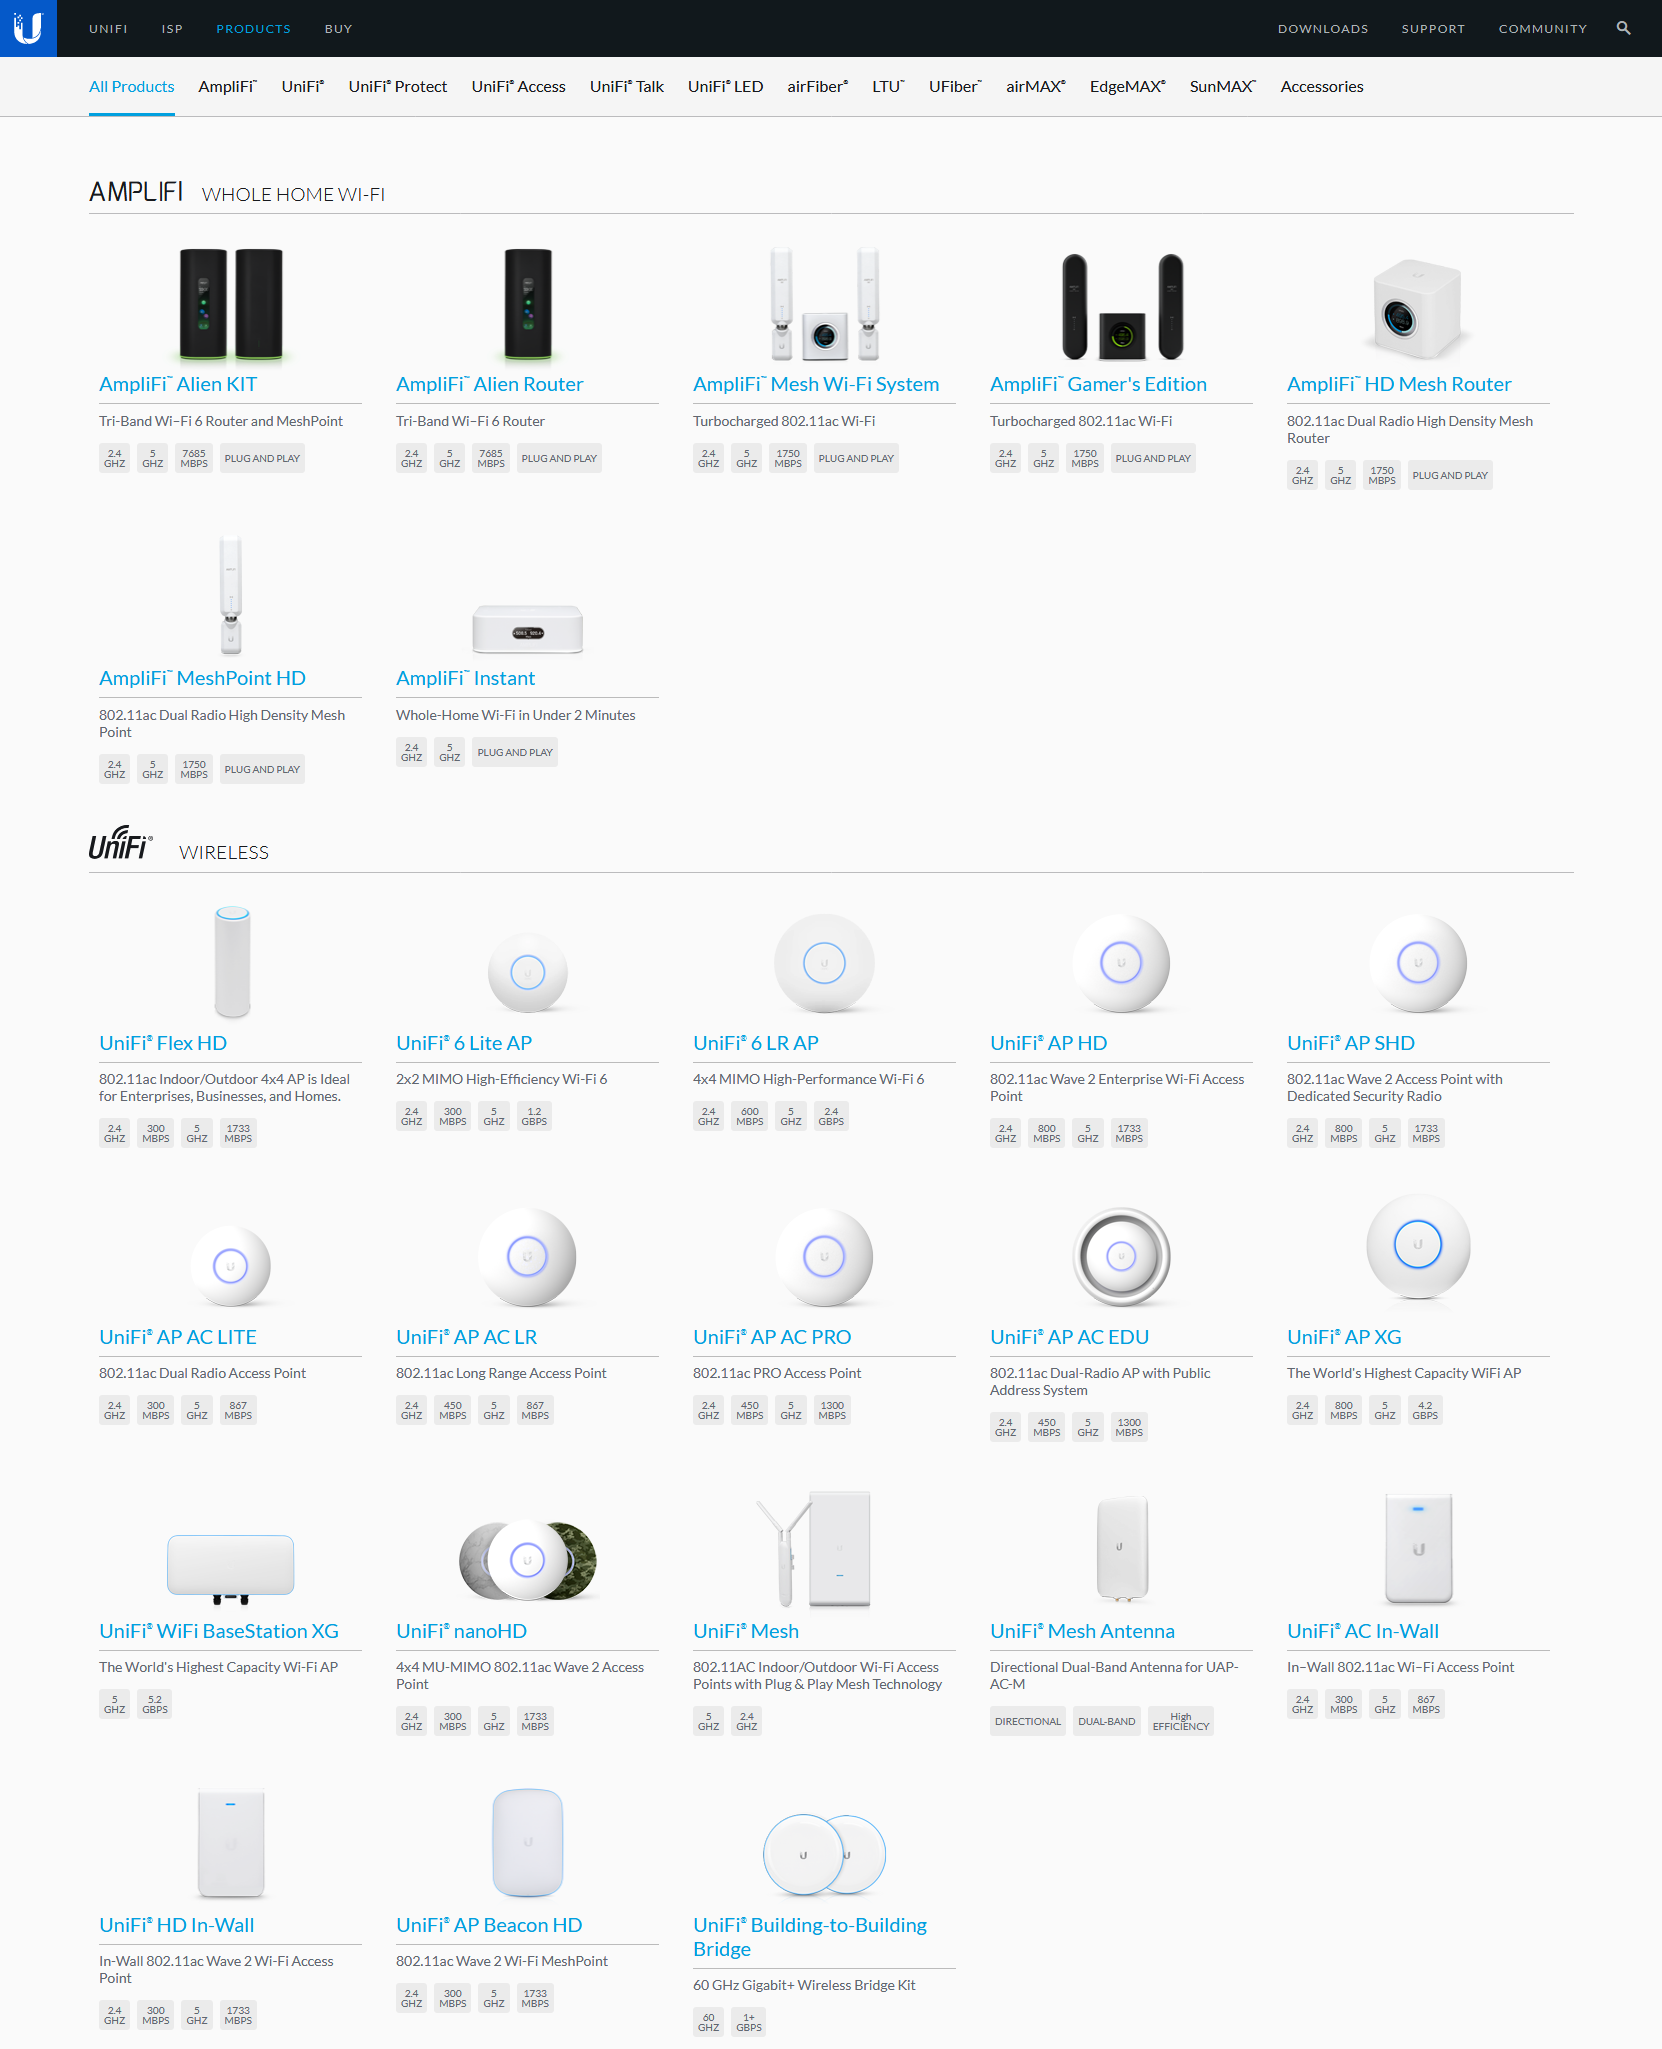 UNIFI ISP PRODUCTS BUY DOWNLOADS SUPPORT COMMUNITY
All Products AmpliFi™ UniFi® UniFi® Protect UniFi® Access UniFi® Talk UniFi® LED airFiber® LTU™ UFiber™ airMAX® EdgeMAX® SunMAX™ Accessories
AMPLIFI WHOLE HOME WI-FI
AmpliFi™ Alien KIT
Tri-Band Wi–Fi 6 Router and MeshPoint
2.4 GHZ 5 GHZ 7685 MBPS PLUG AND PLAY
AmpliFi™ Alien Router
Tri-Band Wi–Fi 6 Router
2.4 GHZ 5 GHZ 7685 MBPS PLUG AND PLAY
AmpliFi™ Mesh Wi-Fi System
Turbocharged 802.11ac Wi-Fi
2.4 GHZ 5 GHZ 1750 MBPS PLUG AND PLAY
AmpliFi™ Gamer's Edition
Turbocharged 802.11ac Wi-Fi
2.4 GHZ 5 GHZ 1750 MBPS PLUG AND PLAY
AmpliFi™ HD Mesh Router
802.11ac Dual Radio High Density Mesh
Router
2.4 GHZ 5 GHZ 1750 MBPS PLUG AND PLAY
AmpliFi™ MeshPoint HD
802.11ac Dual Radio High Density Mesh
Point
2.4 GHZ 5 GHZ 1750 MBPS PLUG AND PLAY
AmpliFi™ Instant
Whole-Home Wi-Fi in Under 2 Minutes
2.4 GHZ 5 GHZ PLUG AND PLAY
UniFi® WIRELESS
UniFi® Flex HD
802.11ac Indoor/Outdoor 4x4 AP is Ideal
for Enterprises, Businesses, and Homes.
2.4 GHZ 300 MBPS 5 GHZ 1733 MBPS
UniFi® 6 Lite AP
2x2 MIMO High-Efficiency Wi-Fi 6
2.4 GHZ 300 MBPS 5 GHZ 1.2 GBPS
UniFi® 6 LR AP
4x4 MIMO High-Performance Wi-Fi 6
2.4 GHZ 600 MBPS 5 GHZ 2.4 GBPS
UniFi® AP HD
802.11ac Wave 2 Enterprise Wi-Fi Access
Point
2.4 GHZ 800 MBPS 5 GHZ 1733 MBPS
UniFi® AP SHD
802.11ac Wave 2 Access Point with
Dedicated Security Radio
2.4 GHZ 800 MBPS 5 GHZ 1733 MBPS
UniFi® AP AC LITE
802.11ac Dual Radio Access Point
2.4 GHZ 300 MBPS 5 GHZ 867 MBPS
UniFi® AP AC LR
802.11ac Long Range Access Point
2.4 GHZ 450 MBPS 5 GHZ 867 MBPS
UniFi® AP AC PRO
802.11ac PRO Access Point
2.4 GHZ 450 MBPS 5 GHZ 1300 MBPS
UniFi® AP AC EDU
802.11ac Dual-Radio AP with Public
Address System
2.4 GHZ 450 MBPS 5 GHZ 1300 MBPS
UniFi® AP XG
The World's Highest Capacity WiFi AP
2.4 GHZ 800 MBPS 5 GHZ 4.2 GBPS
UniFi® WiFi BaseStation XG
The World's Highest Capacity Wi-Fi AP
5 GHZ 5.2 GBPS
UniFi® nanoHD
4x4 MU-MIMO 802.11ac Wave 2 Access
Point
2.4 GHZ 300 MBPS 5 GHZ 1733 MBPS
UniFi® Mesh
802.11AC Indoor/Outdoor Wi-Fi Access
Points with Plug & Play Mesh Technology
5 GHZ 2.4 GHZ
UniFi® Mesh Antenna
Directional Dual-Band Antenna for UAP-
AC-M
DIRECTIONAL DUAL-BAND High EFFICIENCY
UniFi® AC In-Wall
In–Wall 802.11ac Wi–Fi Access Point
2.4 GHZ 300 MBPS 5 GHZ 867 MBPS
UniFi® HD In-Wall
In-Wall 802.11ac Wave 2 Wi-Fi Access
Point
2.4 GHZ 300 MBPS 5 GHZ 1733 MBPS
UniFi® AP Beacon HD
802.11ac Wave 2 Wi-Fi MeshPoint
2.4 GHZ 300 MBPS 5 GHZ 1733 MBPS
UniFi® Building-to-Building
Bridge
60 GHz Gigabit+ Wireless Bridge Kit
60 GHZ 1+ GBPS